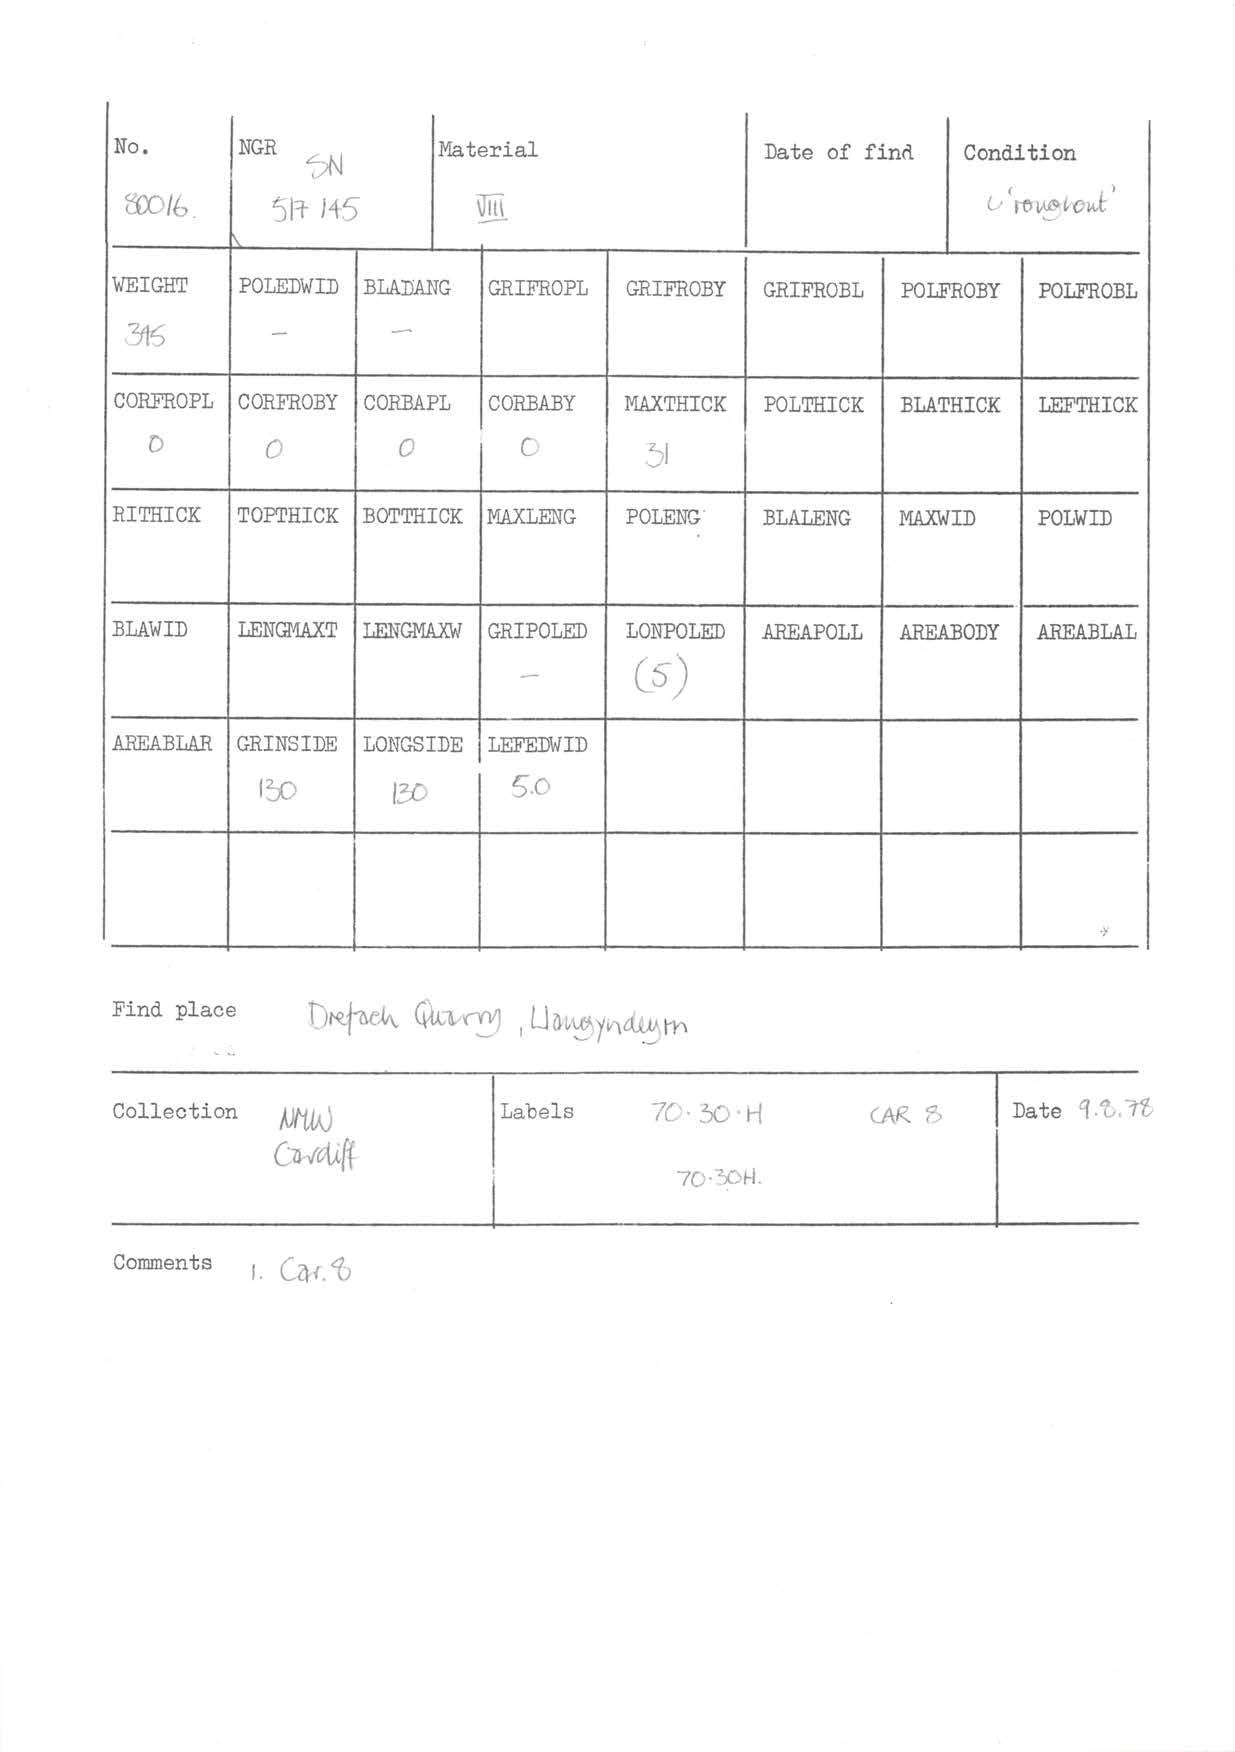 No. NGR Material Date of find Condition
SN
80016. 517 145 VIII 'roughout'
WEIGHT POLEDWID BLADANG GRIFROPL GRIFROBY GRIFROBL POLFROBY POLFROBL
345 – –
CORFROPL CORFROBY CORBAPL CORBABY MAXTHICK POLTHICK BLATHICK LEFTHICK
0 0 0 0 31
RITHICK TOPTHICK BOTTHICK MAXLENG POLENG BLALENG MAXWID POLWID
BLAWID LENGMAXT LENGMAXW GRIPOLED LONPOLED AREAPOLL AREABODY AREABLAL
– (5)
AREABLAR GRINSIDE LONGSIDE LEFEDWID
130 130 5.0
Find place Drefach Quarry, Llangyndeyrn
Collection NMW Labels 70.30.H CAR 8 Date 9.8.78
Cardiff
70.30H.
Comments 1. Car. 8